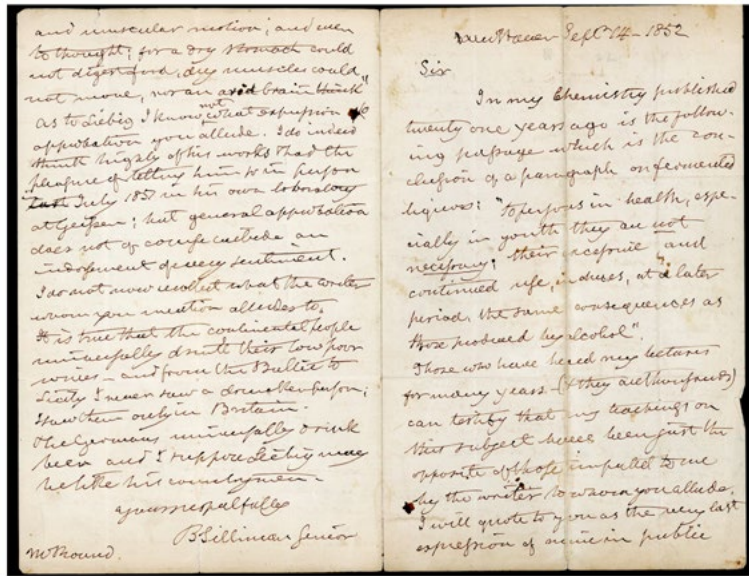 New Haven Sept 14 - 1852
Sir
In my Chemistry published
twenty one years ago is the follow-
ing passage which is the con-
clusion of a paragraph on fermented
liquors: "To persons in health, espe-
cially in youth they are not
necessary; their excessive and
continued use, induces, at a later
period, the same consequences as
those produced by alcohol".
Those who have heard my lectures
for many years - (& they are thousands)
can testify that my teachings on
this subject have been just the
opposite of those imputed to me
by the writer to whom you allude.
I will quote to you as the very last
expression of mine in public
and muscular motion; and even
to thought; for a dry stomach could
not digest food, dry muscles could
not move, nor an arid brain think"
As to Liebig I know not what expression of
approbation you allude. I do indeed
think highly of his works & had the
pleasure of telling him so in person
last July 1851 in his own laboratory
at Geissen; but general approbation
does not of course include an
indorsement of every sentiment.
I do not now recollect what the writer
whom you mention alludes to.
It is true that the continental people
universally drink their low poor
wines - and from the Baltic to
Sicily I never saw a drunken person;
I saw them only in Britain.
The Germans universally drink
beer and I suppose Liebig may
be like his countrymen -
yours respectfully
B Silliman Senior